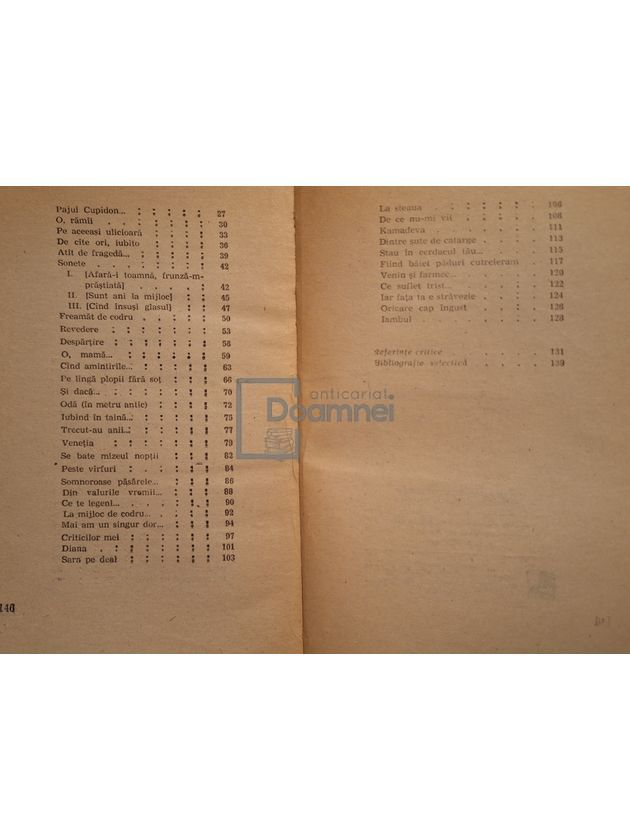 Pajul Cupidon... : : : : : 27
O, rămîi . . : : : : : 30
Pe aceeași ulicioară : : : : 33
De cîte ori, iubito : : : : 36
Atît de fragedă... : : : : : 39
Sonete . . . . : : : : 42
I. [Afară-i toamnă, frunză-m-
prăștiată] . . . . : 42
II. [Sunt ani la mijloc] : : : 45
III. [Cînd însuși glasul] : : : 47
Freamăt de codru . . : : : : 50
Revedere : : : : : : : 53
Despărțire : : : : : : : 58
O, mamă... : : : : : : 59
Cînd amintirile... : : : : : 63
Pe lîngă plopii fără soț : : : 66
Și dacă... : : : : : : : 70
Odă (în metru antic) : : : : 72
Iubind în taină... : : : : : 75
Trecut-au anii... : : : : : 77
Veneția : : : : : : : 79
Se bate miezul nopții : : : 82
Peste vîrfuri : . . : : : 84
Somnoroase păsărele... : : : 86
Din valurile vremii... : : : 88
Ce te legeni... . . . : : : 90
La mijloc de codru... . . : : : 92
Mai am un singur dor... : : : 94
Criticilor mei : : : : : : 97
Diana . : : : : : : : 101
Sara pe deal : : : : : : 103
146
La steaua . . . . . . 106
De ce nu-mi vii . . . . . 108
Kamadeva . . . . . 111
Dintre sute de catarge . . . . 113
Stau în cerdacul tău... . . . 115
Fiind băiet păduri cutreieram . . 117
Venin și farmec... . . . 120
Ce suflet trist... . . . . 122
Iar fața ta e străvezie . . . 124
Oricare cap îngust . . . . 126
Iambul . . . . . . 128
Referințe critice . . . . 131
Bibliografie selectivă . . . . 139
anticariat
Doamnei